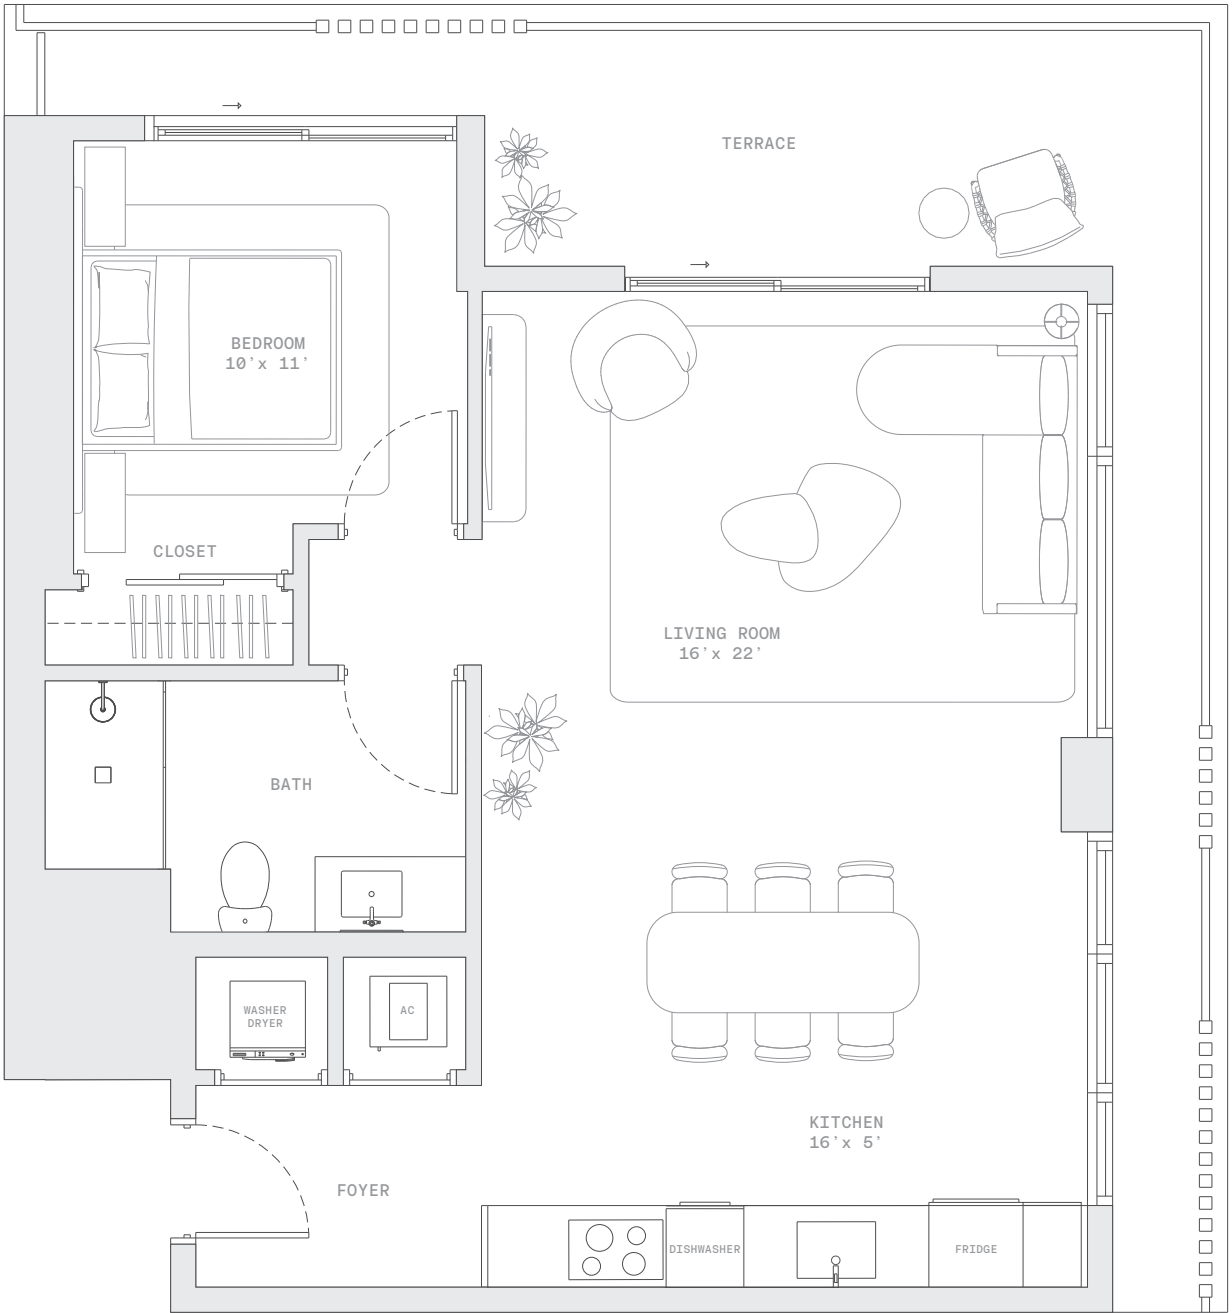 TERRACE
BEDROOM
10'x 11'
CLOSET
LIVING ROOM
16'x 22'
BATH
WASHER
DRYER
AC
KITCHEN
16'x 5'
FOYER
DISHWASHER
FRIDGE